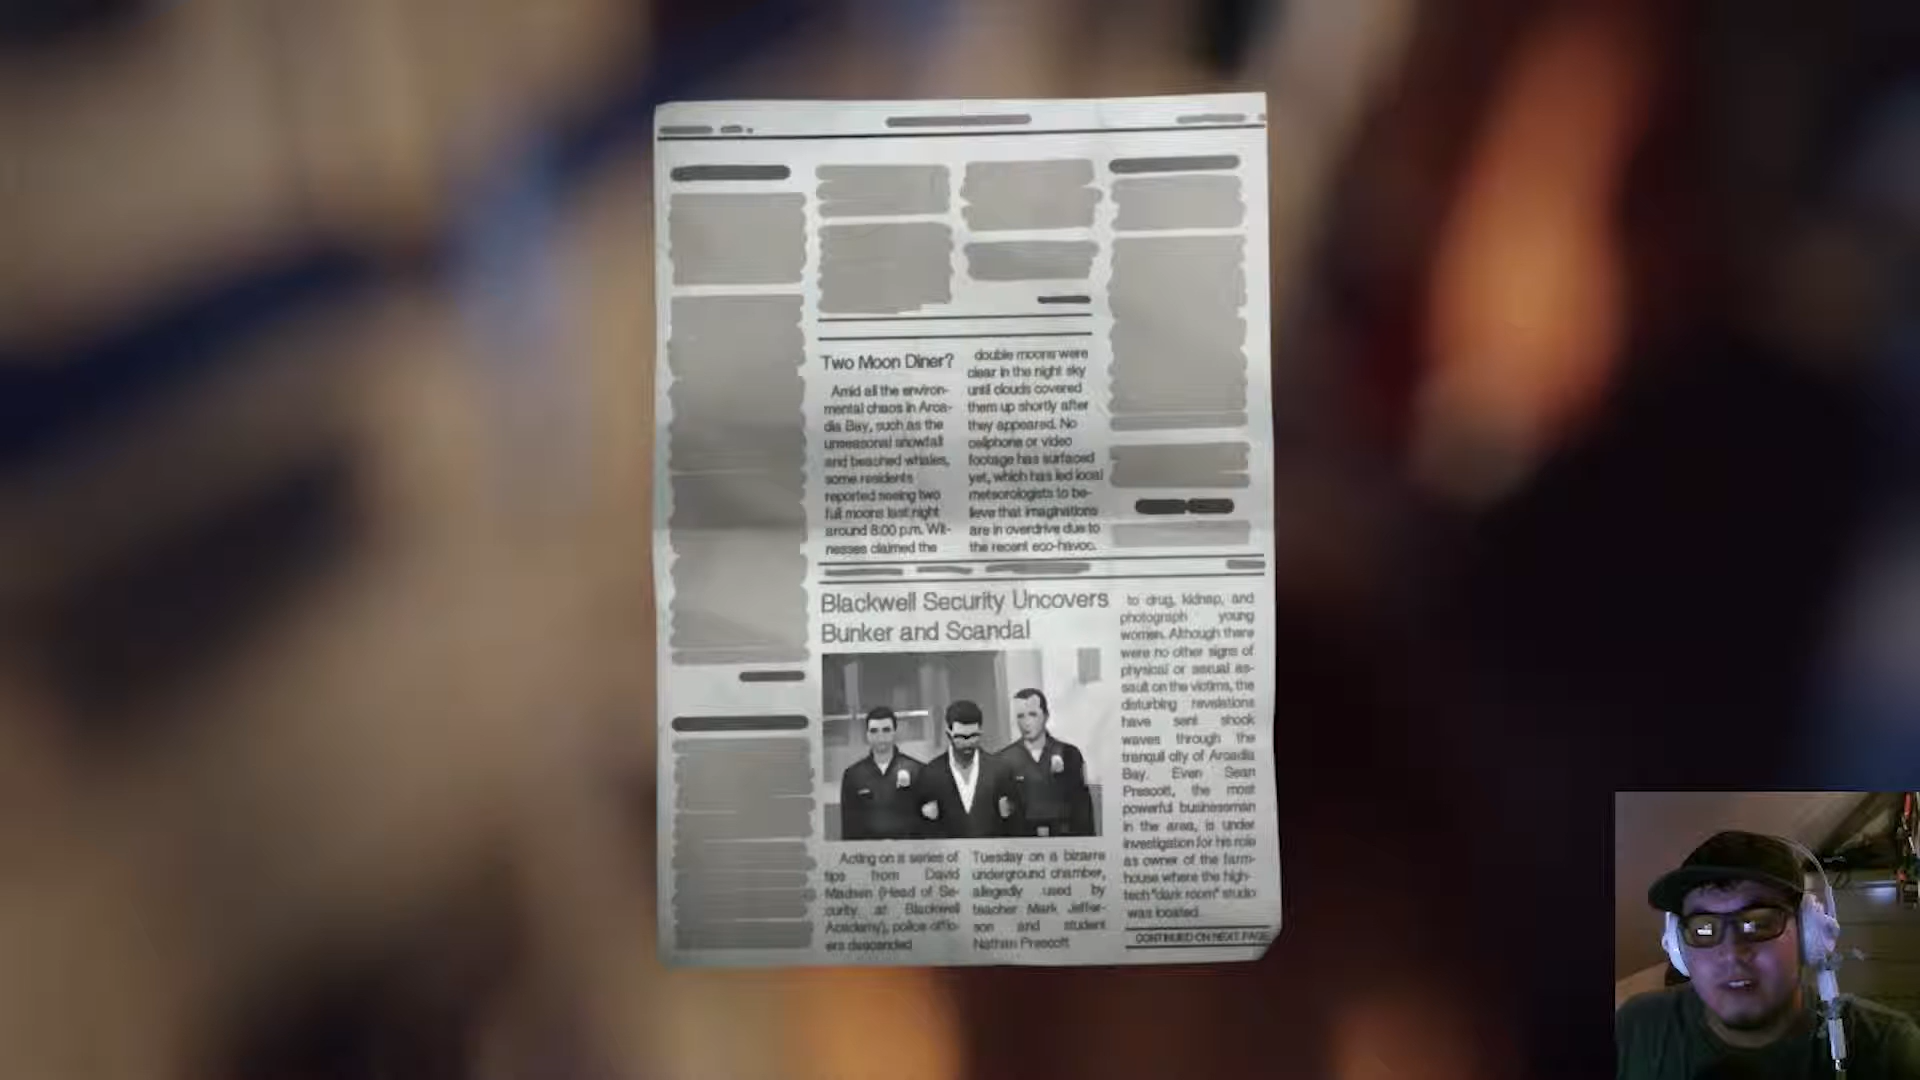 Two Moon Diner?
Amid all the environ-
mental chaos in Arca-
dia Bay, such as the
unseasonal snowfall
and beached whales,
some residents
reported seeing two
full moons last night
around 8:00 p.m. Wit-
nesses claimed the
double moons were
clear in the night sky
until clouds covered
them up shortly after
they appeared. No
cellphone or video
footage has surfaced
yet, which has led local
meteorologists to be-
lieve that imaginations
are in overdrive due to
the recent eco-havoc.
Blackwell Security Uncovers
Bunker and Scandal
Acting on a series of
tips from David
Madsen (Head of Se-
curity at Blackwell
Academy), police offic-
ers descended
Tuesday on a bizarre
underground chamber,
allegedly used by
teacher Mark Jeffer-
son and student
Nathan Prescott
to drug, kidnap, and
photograph young
women. Although there
were no other signs of
physical or sexual as-
sault on the victims, the
disturbing revelations
have sent shock
waves through the
tranquil city of Arcadia
Bay. Even Sean
Prescott, the most
powerful businessman
in the area, is under
investigation for his role
as owner of the farm-
house where the high-
tech "dark room" studio
was located.
CONTINUED ON NEXT PAGE